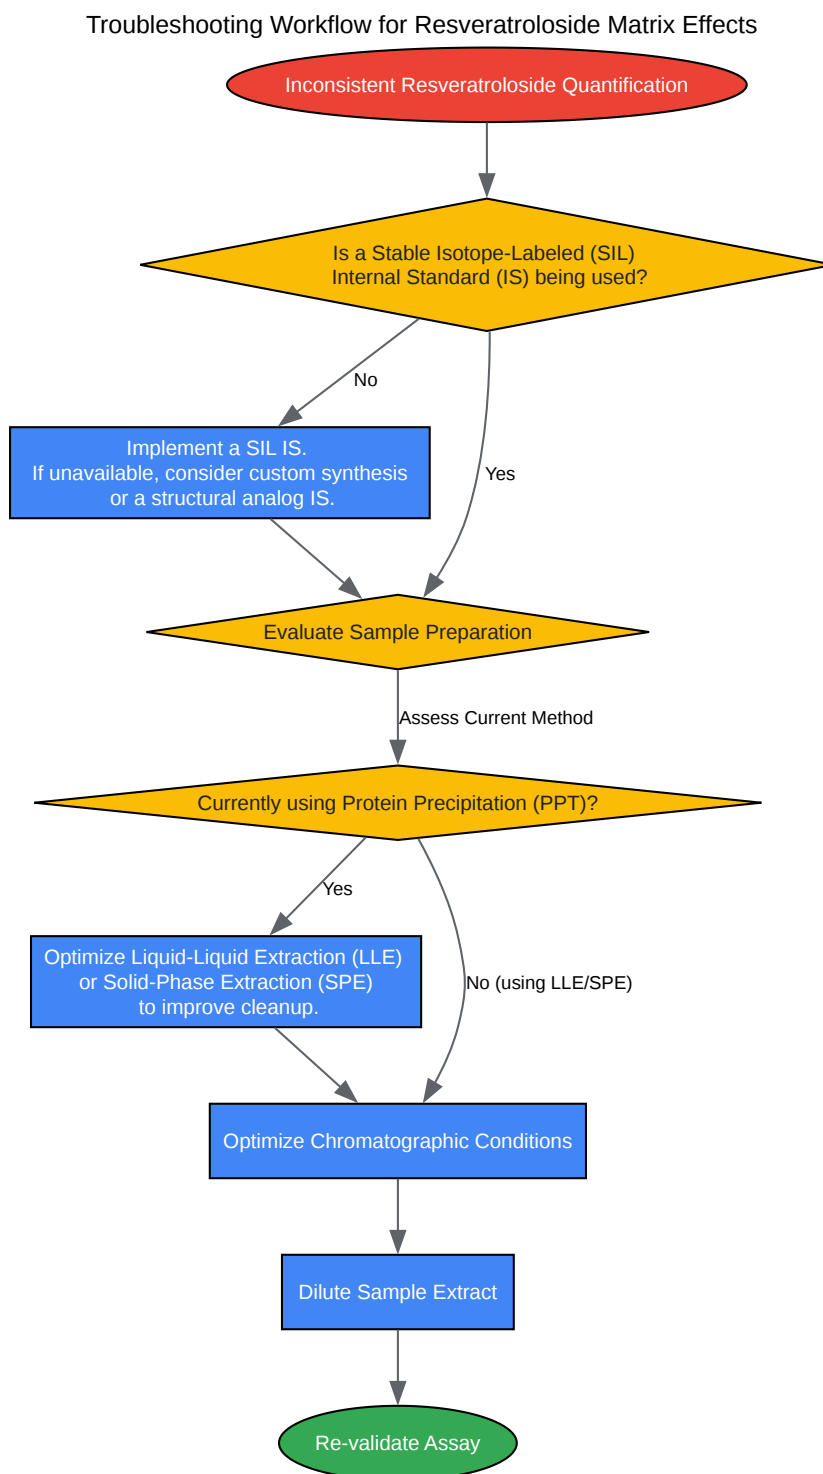 Troubleshooting Workflow for Resveratroloside Matrix Effects
Inconsistent Resveratroloside Quantification
Is a Stable Isotope-Labeled (SIL)
Internal Standard (IS) being used?
No
Implement a SIL IS.
If unavailable, consider custom synthesis
or a structural analog IS.
Yes
Evaluate Sample Preparation
Assess Current Method
Currently using Protein Precipitation (PPT)?
Yes
Optimize Liquid-Liquid Extraction (LLE)
or Solid-Phase Extraction (SPE)
to improve cleanup.
No (using LLE/SPE)
Optimize Chromatographic Conditions
Dilute Sample Extract
Re-validate Assay